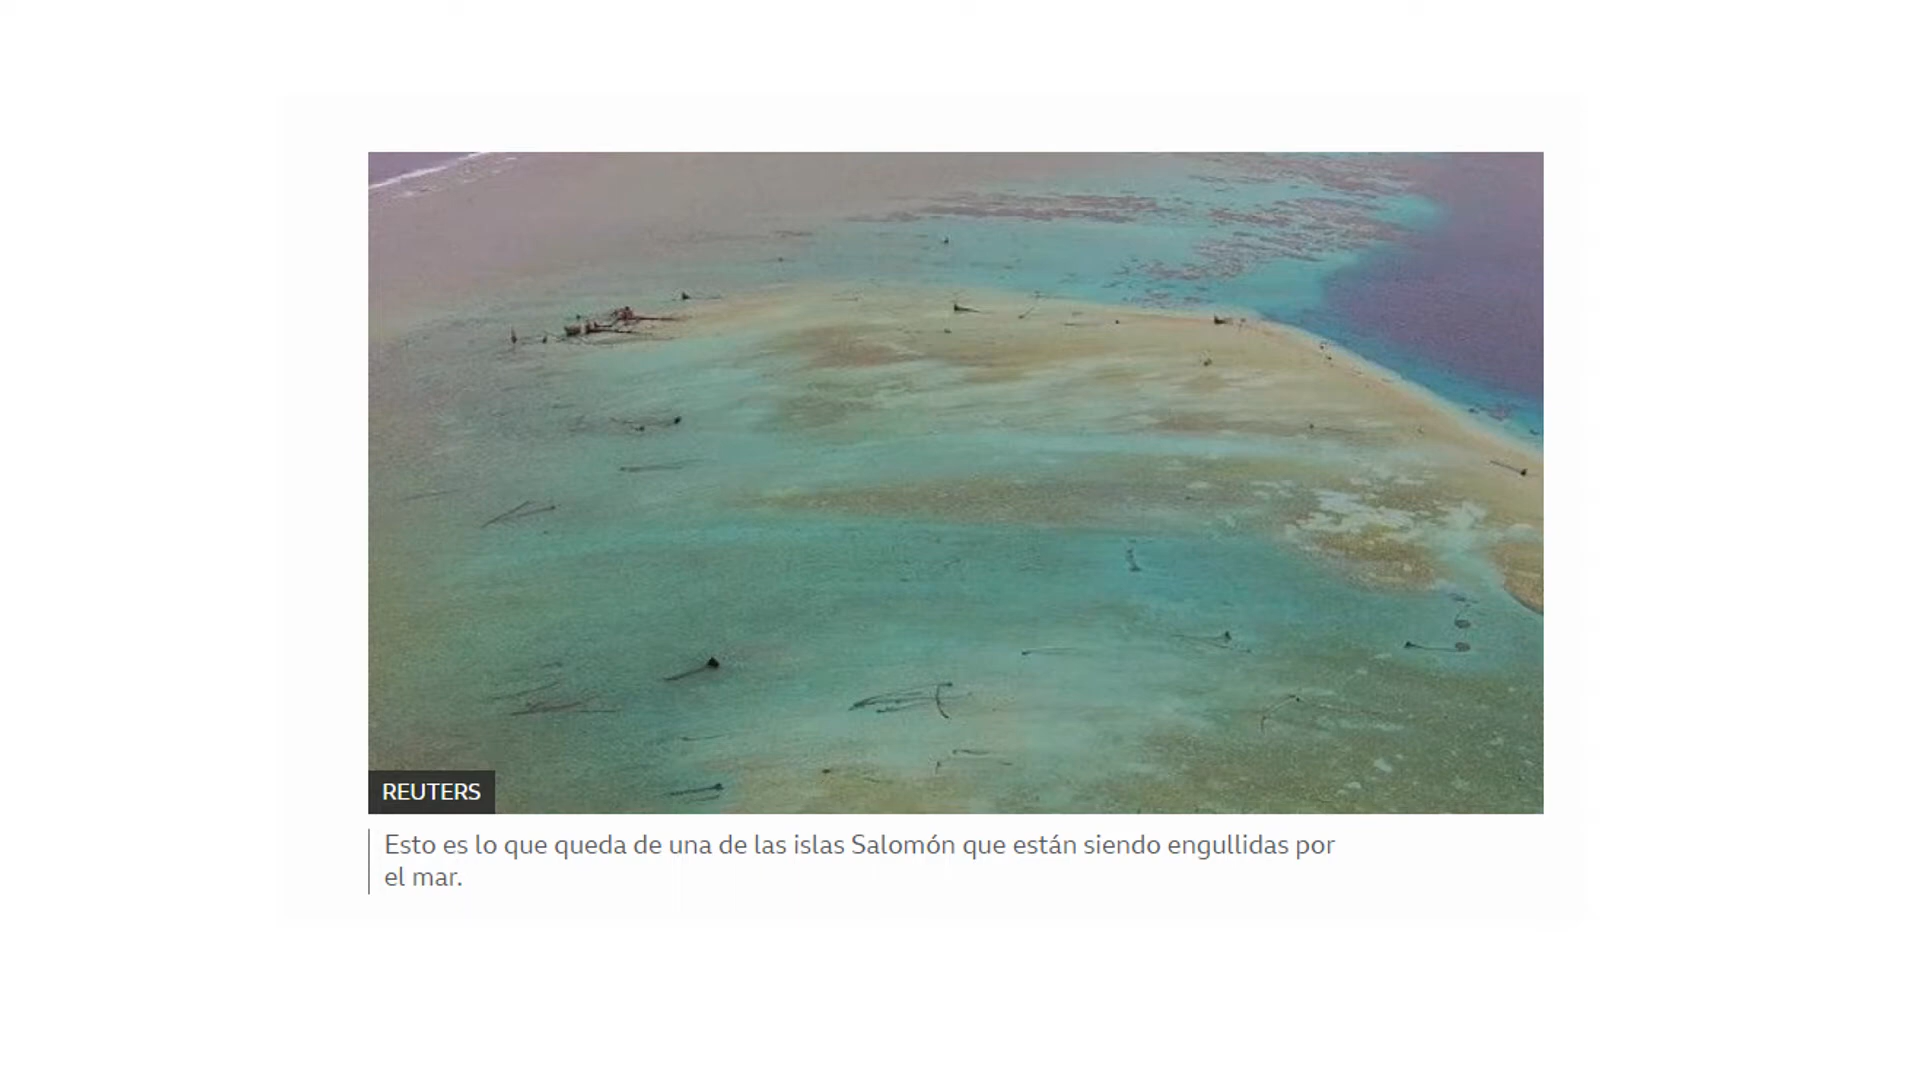 REUTERS
Esto es lo que queda de una de las islas Salomón que están siendo engullidas por
el mar.